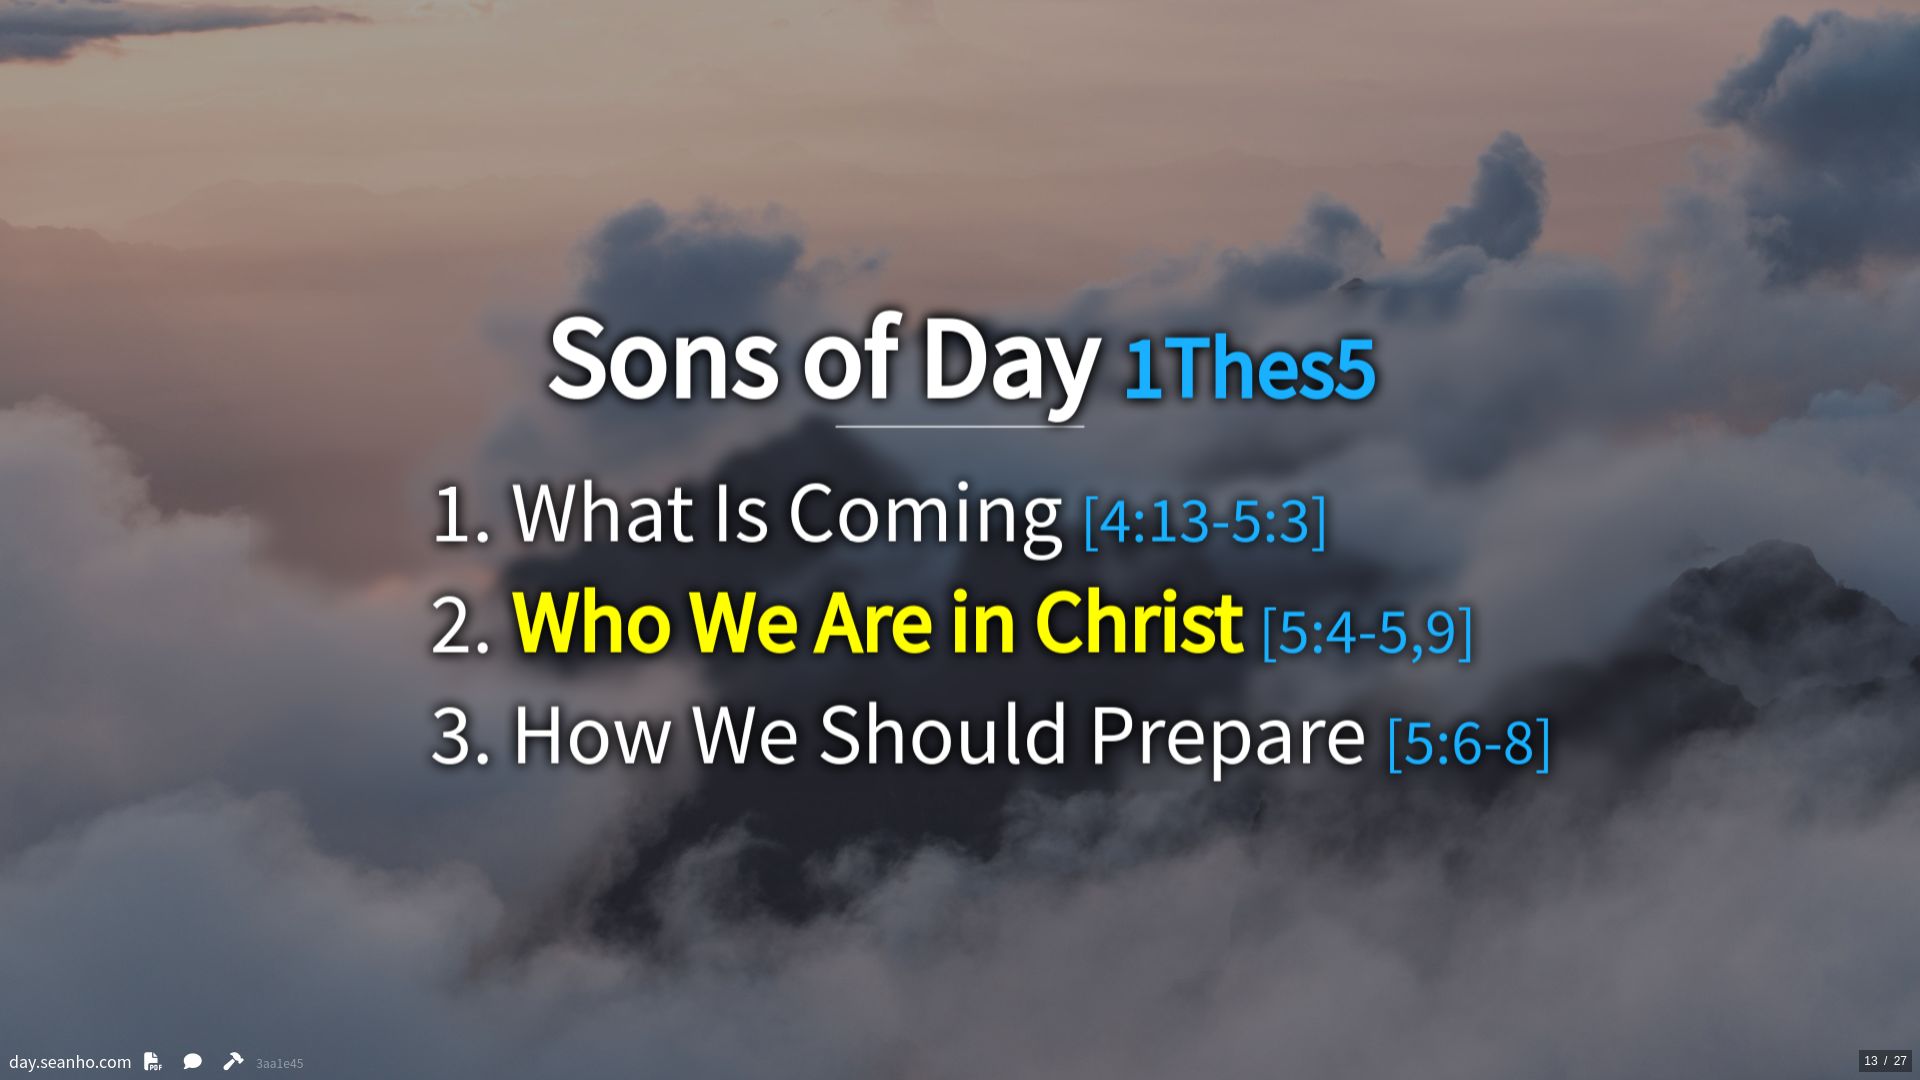 Sons of Day 1Thes5
1. What Is Coming [4:13-5:3]
2. Who We Are in Christ [5:4-5,9]
3. How We Should Prepare [5:6-8]
day.seanho.com PDF 3aa1e45
13 / 27